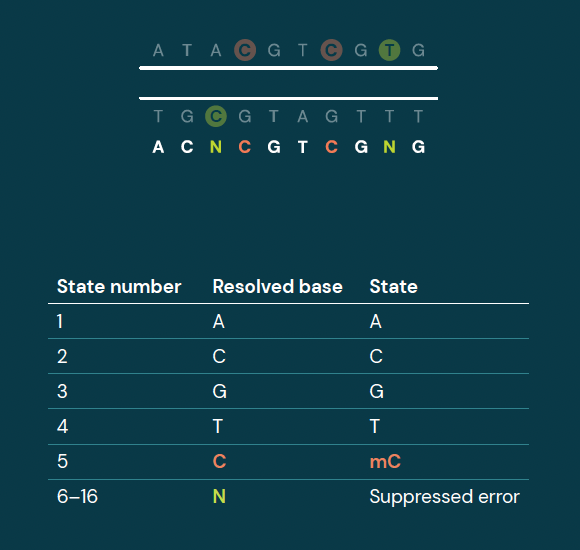 A T A C G T C G T G
T G C G T A G T T T
A C N C G T C G N G
State number Resolved base State
1 A A
2 C C
3 G G
4 T T
5 C mC
6–16 N Suppressed error